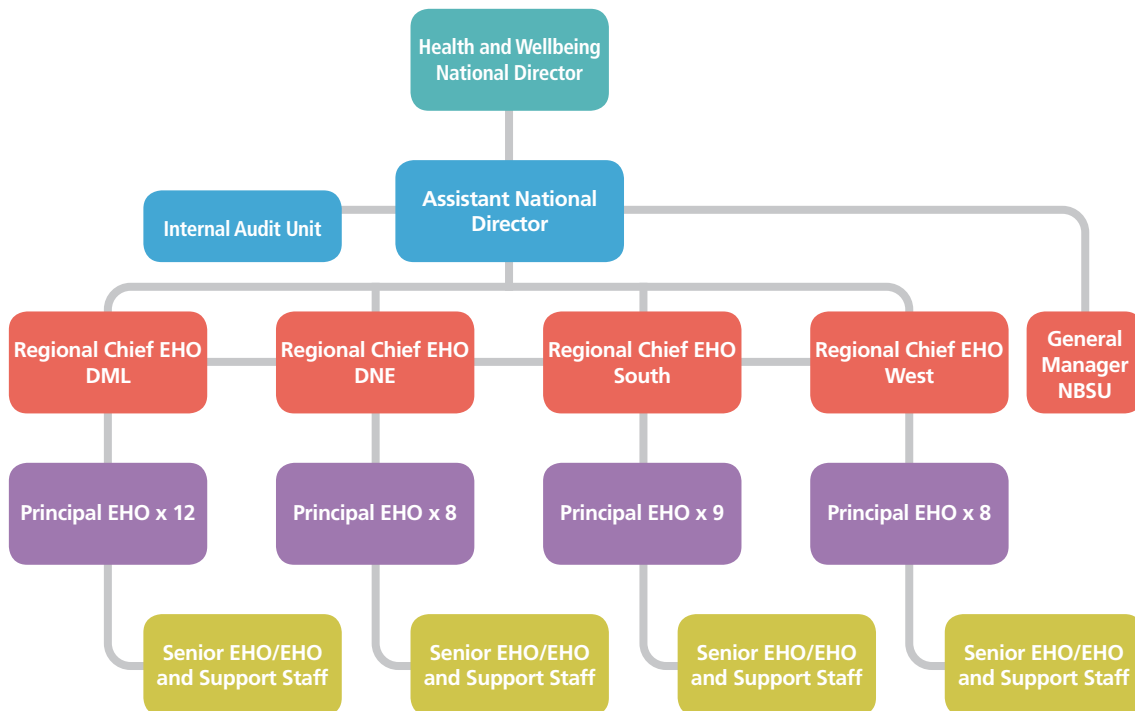 Health and Wellbeing
National Director
Assistant National
Director
Internal Audit Unit
Regional Chief EHO
DML
Regional Chief EHO
DNE
Regional Chief EHO
South
Regional Chief EHO
West
General
Manager
NBSU
Principal EHO x 12
Principal EHO x 8
Principal EHO x 9
Principal EHO x 8
Senior EHO/EHO
and Support Staff
Senior EHO/EHO
and Support Staff
Senior EHO/EHO
and Support Staff
Senior EHO/EHO
and Support Staff